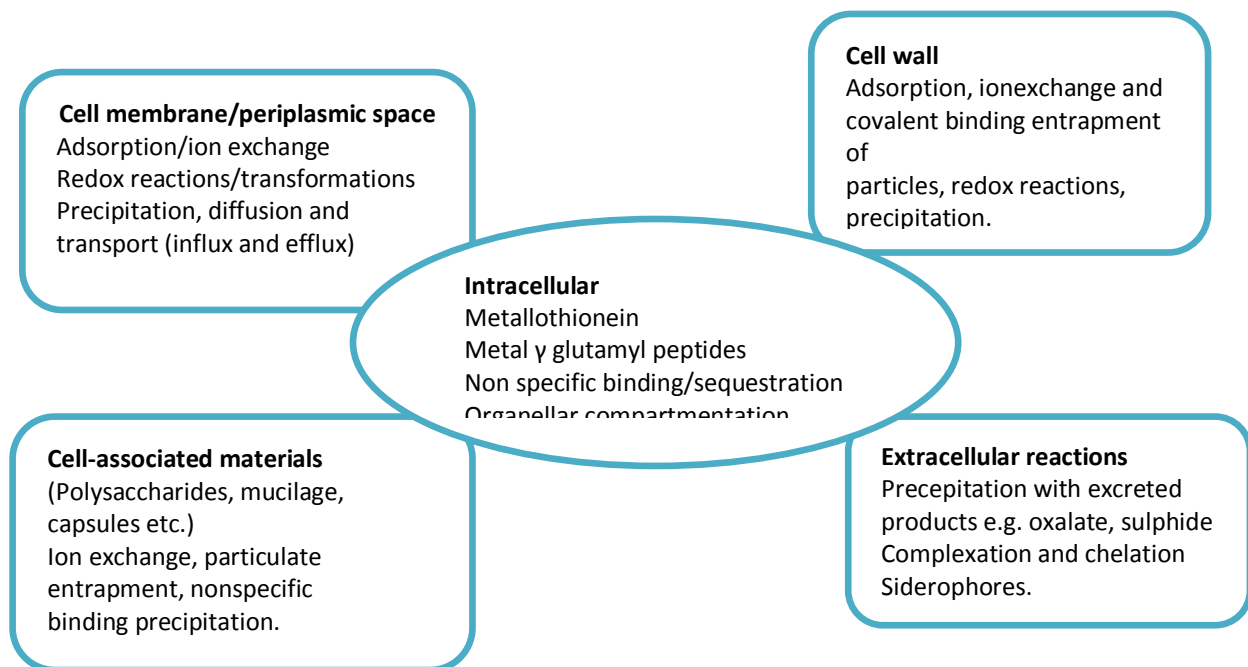 Cell membrane/periplasmic space
Adsorption/ion exchange
Redox reactions/transformations
Precipitation, diffusion and
transport (influx and efflux)
Cell wall
Adsorption, ionexchange and
covalent binding entrapment
of
particles, redox reactions,
precipitation.
Intracellular
Metallothionein
Metal γ glutamyl peptides
Non specific binding/sequestration
Organellar compartmentation
Cell-associated materials
(Polysaccharides, mucilage,
capsules etc.)
Ion exchange, particulate
entrapment, nonspecific
binding precipitation.
Extracellular reactions
Precepitation with excreted
products e.g. oxalate, sulphide
Complexation and chelation
Siderophores.